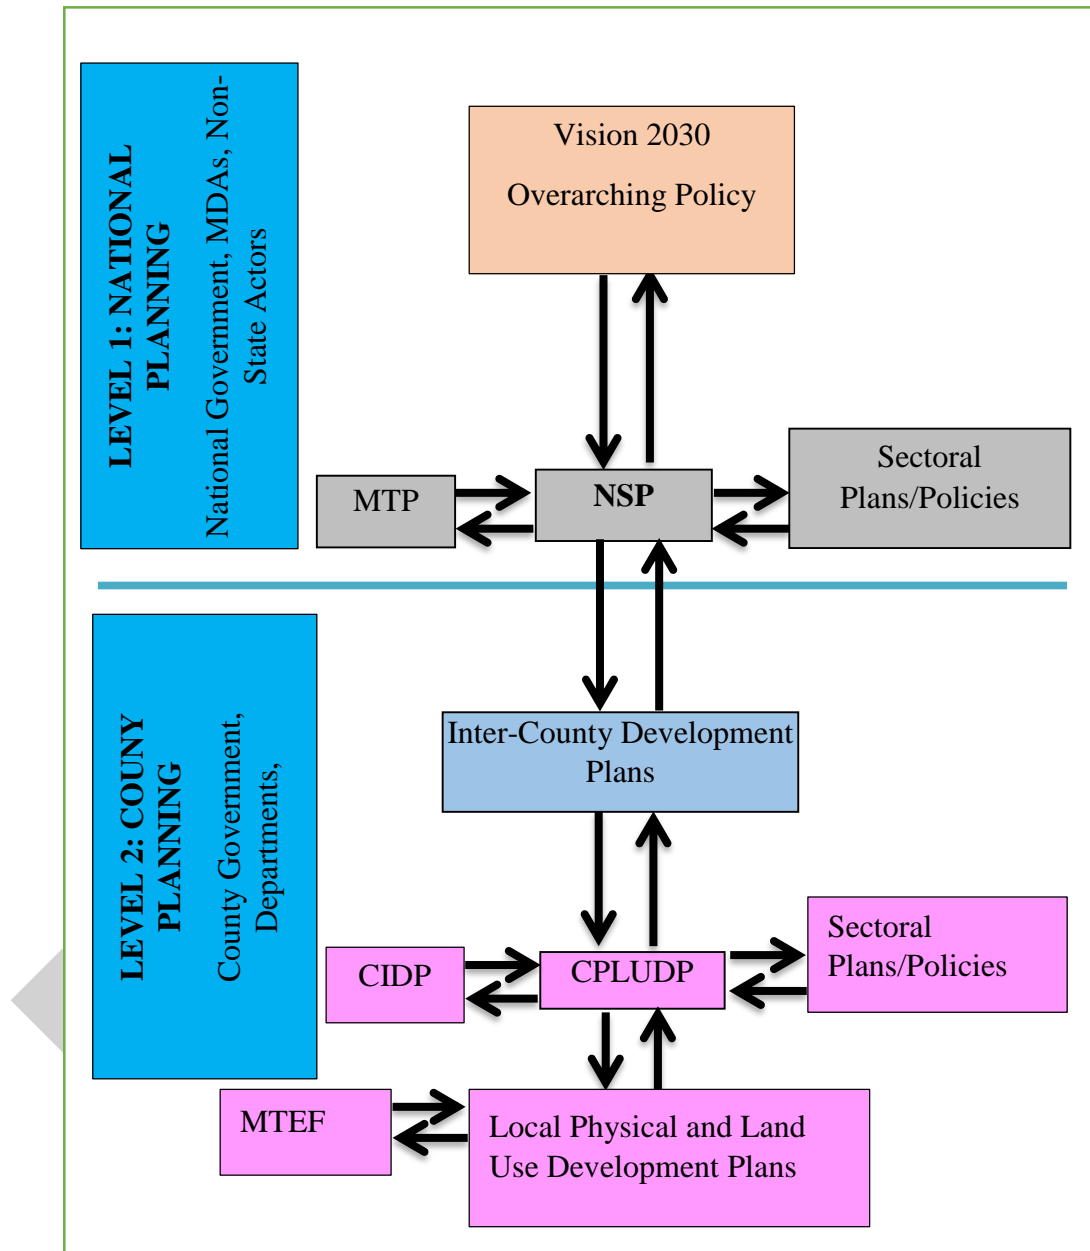 LEVEL 1: NATIONAL
PLANNING
National Government, MDAs, Non-
State Actors
Vision 2030
Overarching Policy
MTP
NSP
Sectoral
Plans/Policies
LEVEL 2: COUNY
PLANNING
County Government,
Departments,
Inter-County Development
Plans
CIDP
CPLUDP
Sectoral
Plans/Policies
MTEF
Local Physical and Land
Use Development Plans